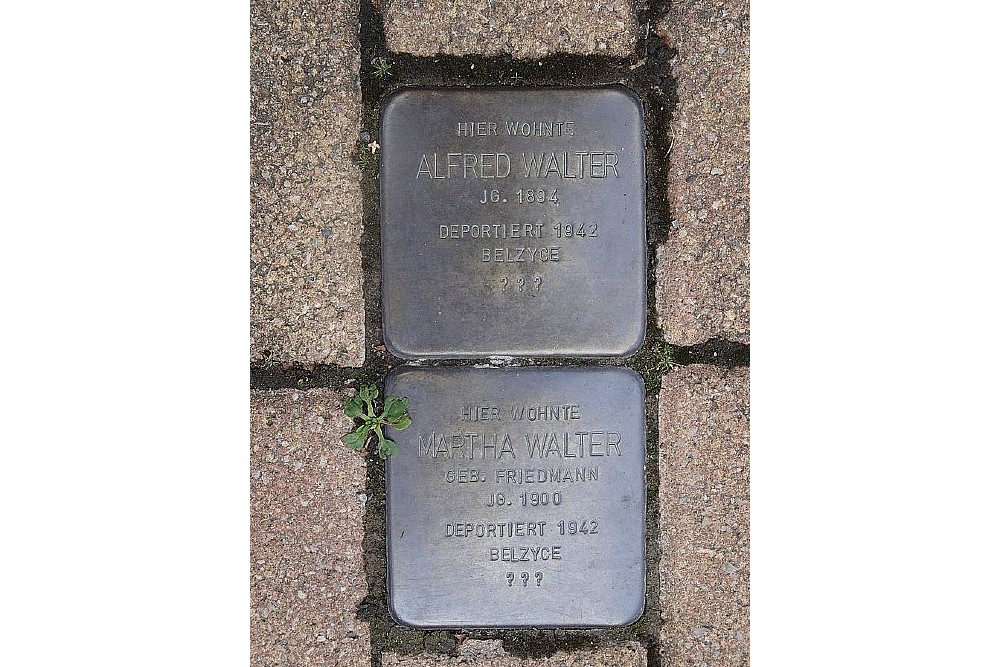 HIER WOHNTE
ALFRED WALTER
JG. 1894
DEPORTIERT 1942
BELZYCE
? ? ?
HIER WOHNTE
MARTHA WALTER
GEB. FRIEDMANN
JG. 1900
DEPORTIERT 1942
BELZYCE
? ? ?